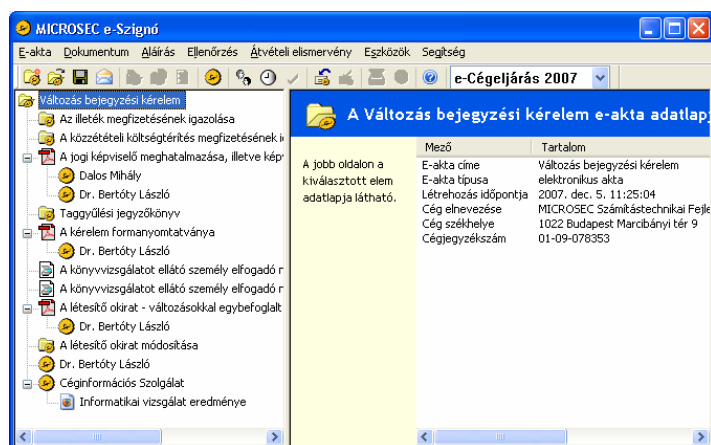 MICROSEC e-Szignó
E-akta Dokumentum Aláírás Ellenőrzés Átvételi elismervény Eszközök Segítség
e-Cégeljárás 2007
Változás bejegyzési kérelem
Az illeték megfizetésének igazolása
A közzétételi költségtérítés megfizetésének i
A jogi képviselő meghatalmazása, illetve kép
Dalos Mihály
Dr. Bertóty László
Taggyűlési jegyzőkönyv
A kérelem formanyomtatványa
Dr. Bertóty László
A könyvvizsgálatot ellátó személy elfogadó r
A könyvvizsgálatot ellátó személy elfogadó r
A létesítő okirat - változásokkal egybefoglalt
Dr. Bertóty László
A létesítő okirat módosítása
Dr. Bertóty László
Céginformációs Szolgálat
Informatikai vizsgálat eredménye
A Változás bejegyzési kérelem e-akta adatlap
A jobb oldalon a
kiválasztott elem
adatlapja látható.
Mező Tartalom
E-akta címe Változás bejegyzési kérelem
E-akta típusa elektronikus akta
Létrehozás időpontja 2007. dec. 5. 11:25:04
Cég elnevezése MICROSEC Számítástechnikai Fejle
Cég székhelye 1022 Budapest Marcibányi tér 9
Cégjegyzékszám 01-09-078353